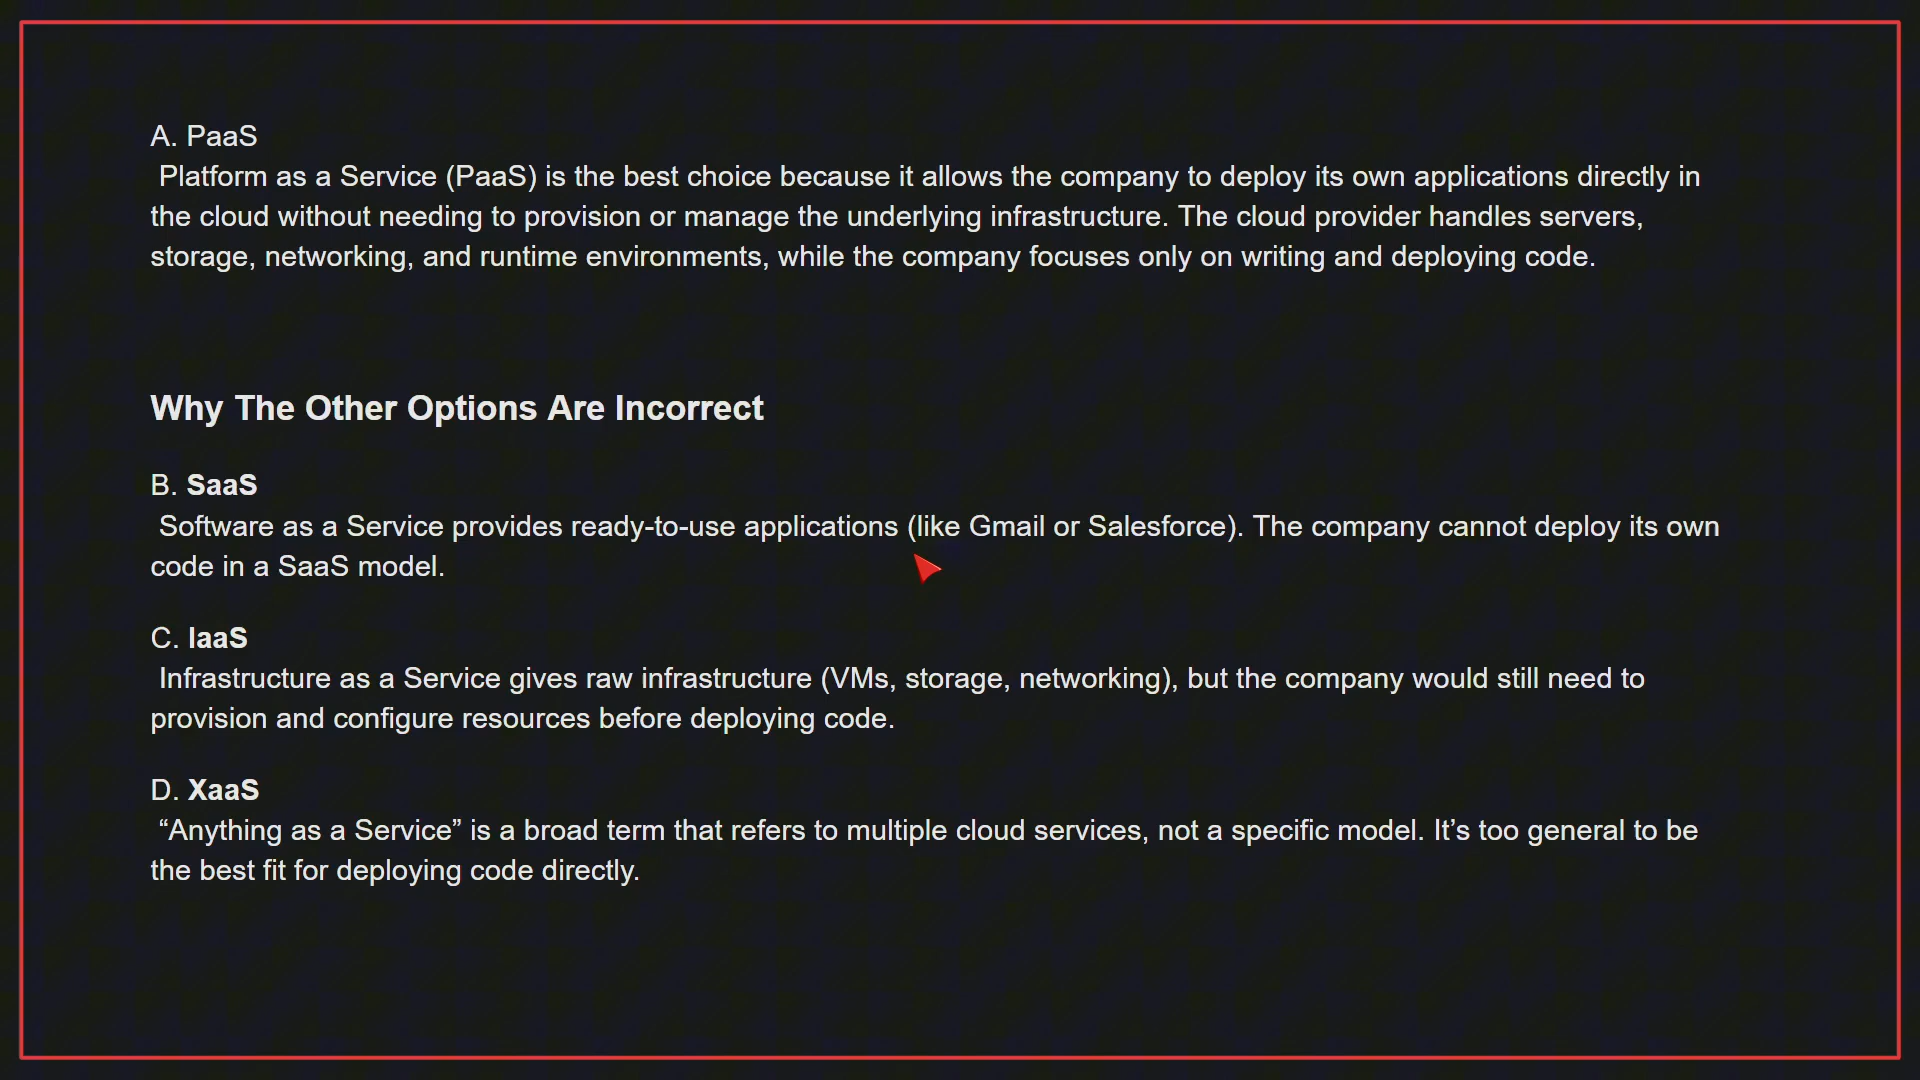 A. PaaS
Platform as a Service (PaaS) is the best choice because it allows the company to deploy its own applications directly in
the cloud without needing to provision or manage the underlying infrastructure. The cloud provider handles servers,
storage, networking, and runtime environments, while the company focuses only on writing and deploying code.
Why The Other Options Are Incorrect
B. SaaS
Software as a Service provides ready-to-use applications (like Gmail or Salesforce). The company cannot deploy its own
code in a SaaS model.
C. IaaS
Infrastructure as a Service gives raw infrastructure (VMs, storage, networking), but the company would still need to
provision and configure resources before deploying code.
D. XaaS
“Anything as a Service” is a broad term that refers to multiple cloud services, not a specific model. It’s too general to be
the best fit for deploying code directly.